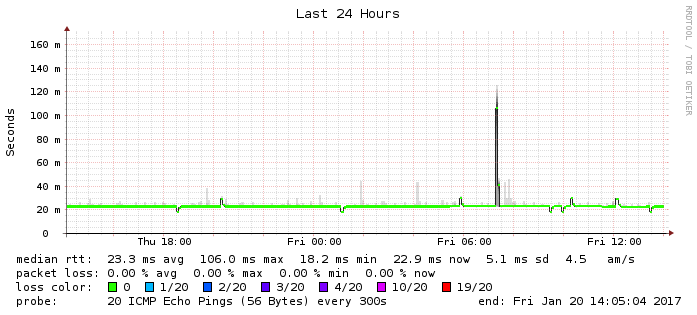 Last 24 Hours
RRDTOOL / TOBI OETIKER
Seconds
160 m
140 m
120 m
100 m
80 m
60 m
40 m
20 m
0
Thu 18:00 Fri 00:00 Fri 06:00 Fri 12:00
median rtt: 23.3 ms avg 106.0 ms max 18.2 ms min 22.9 ms now 5.1 ms sd 4.5 am/s
packet loss: 0.00 % avg 0.00 % max 0.00 % min 0.00 % now
loss color: 0 1/20 2/20 3/20 4/20 10/20 19/20
probe: 20 ICMP Echo Pings (56 Bytes) every 300s end: Fri Jan 20 14:05:04 2017